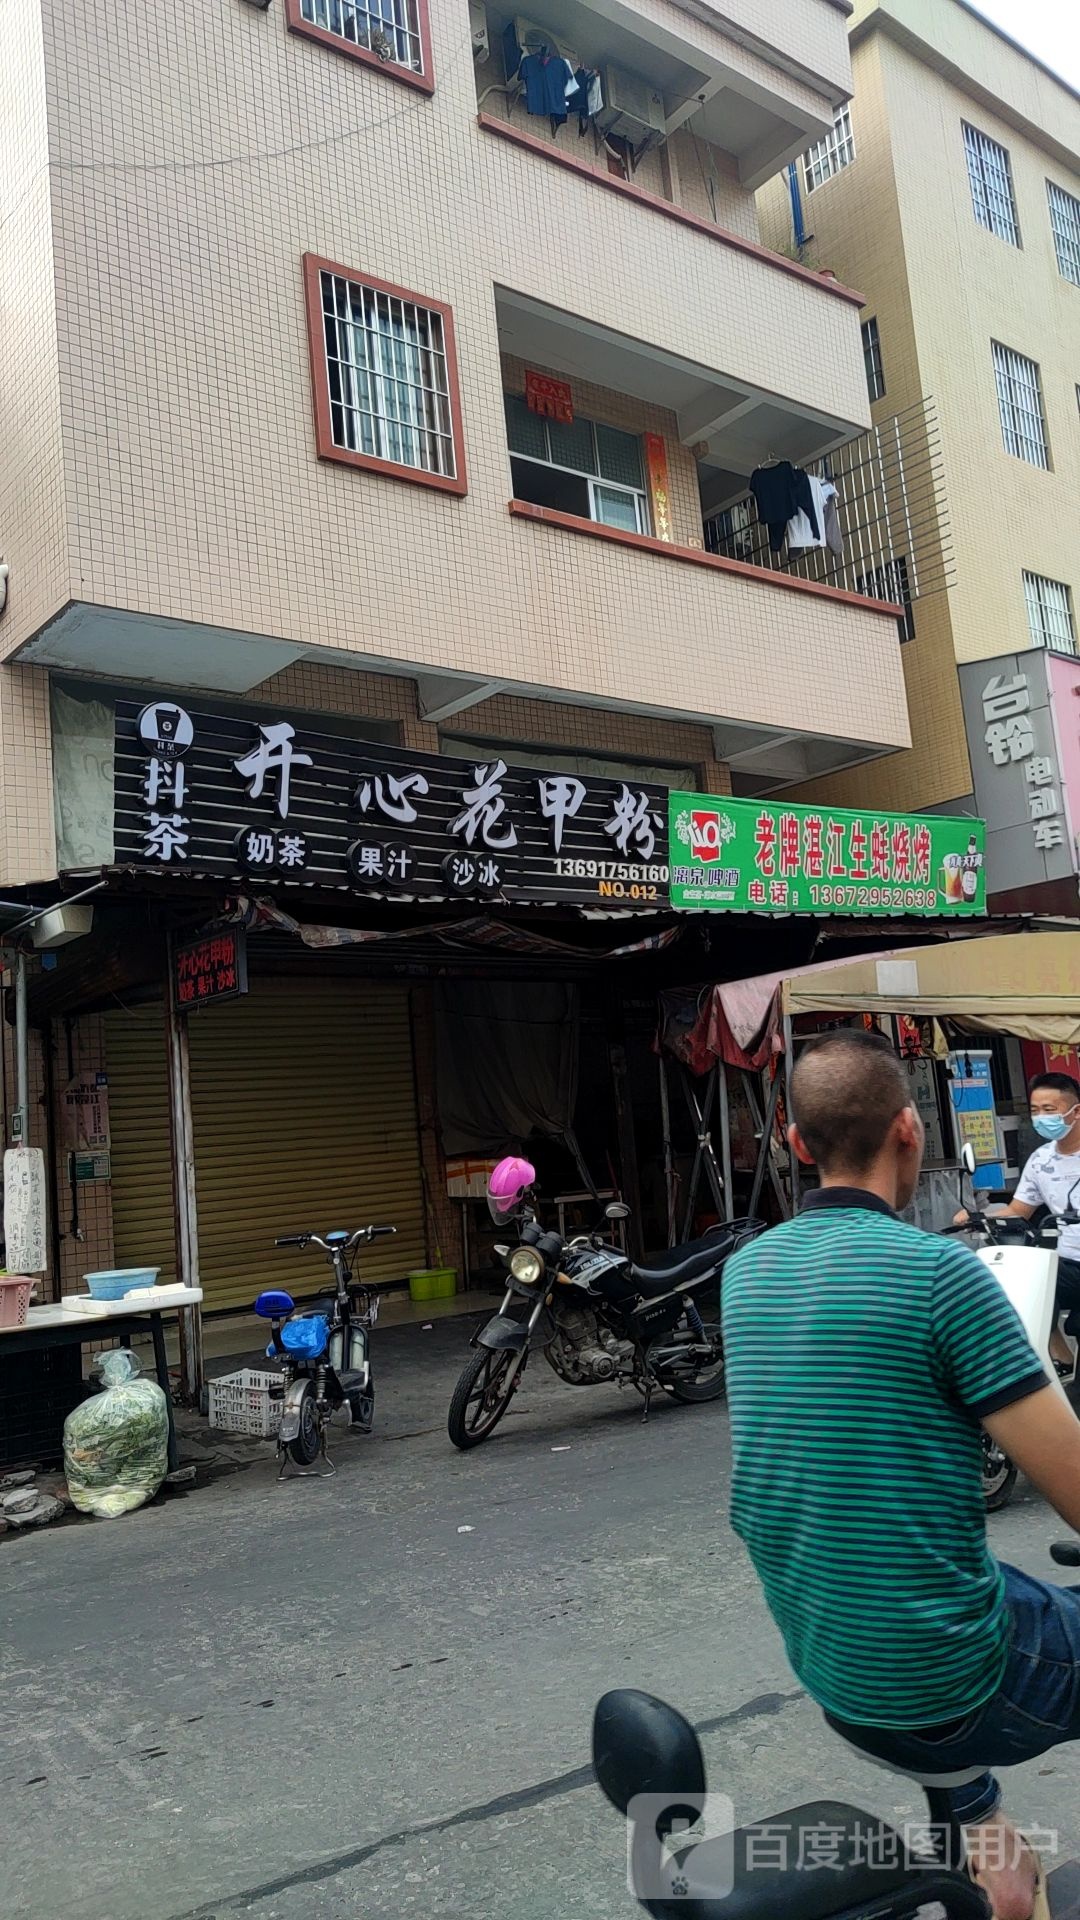 抖茶
开心花甲粉
奶茶 果汁 沙冰
13691756160
NO.012
漓泉啤酒
老牌湛江生蚝烧烤
电话：13672952638
台铃电动车
开心花甲粉
奶茶 果汁 沙冰
百度地图用户